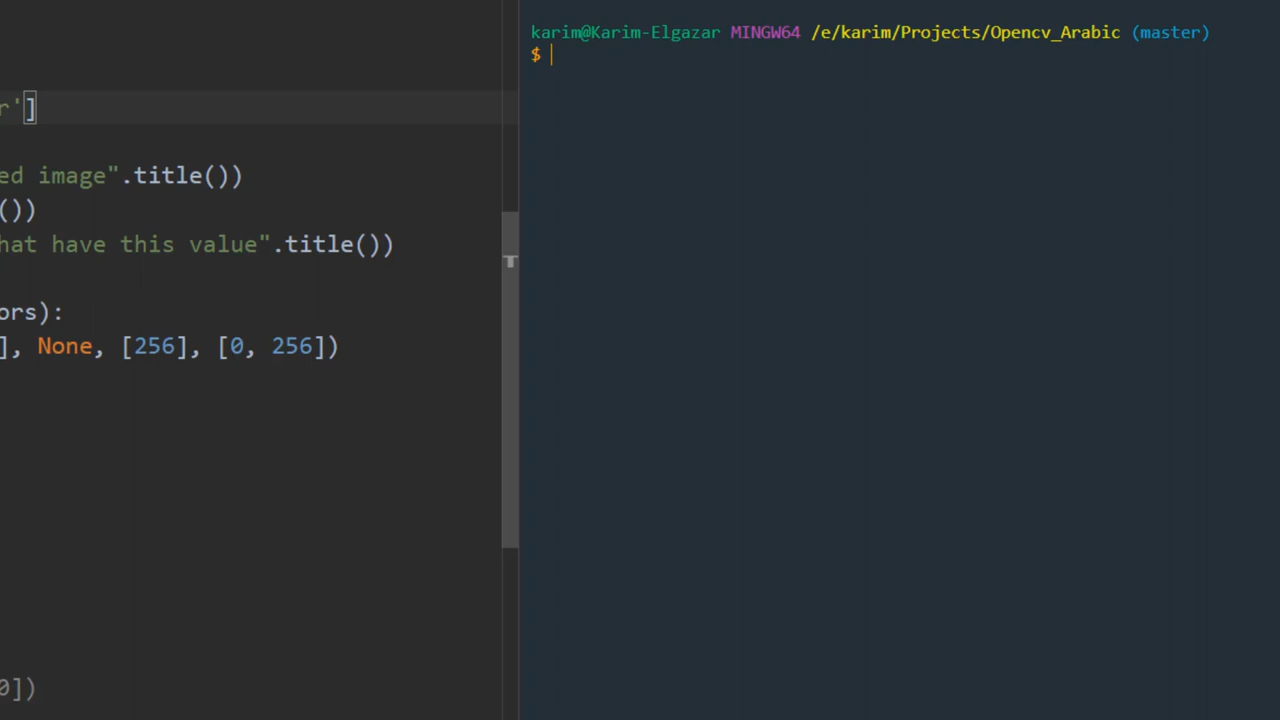 r']
ed image".title())
())
hat have this value".title())
ors):
], None, [256], [0, 256])
0])
karim@Karim-Elgazar MINGW64 /e/karim/Projects/Opencv_Arabic (master)
$